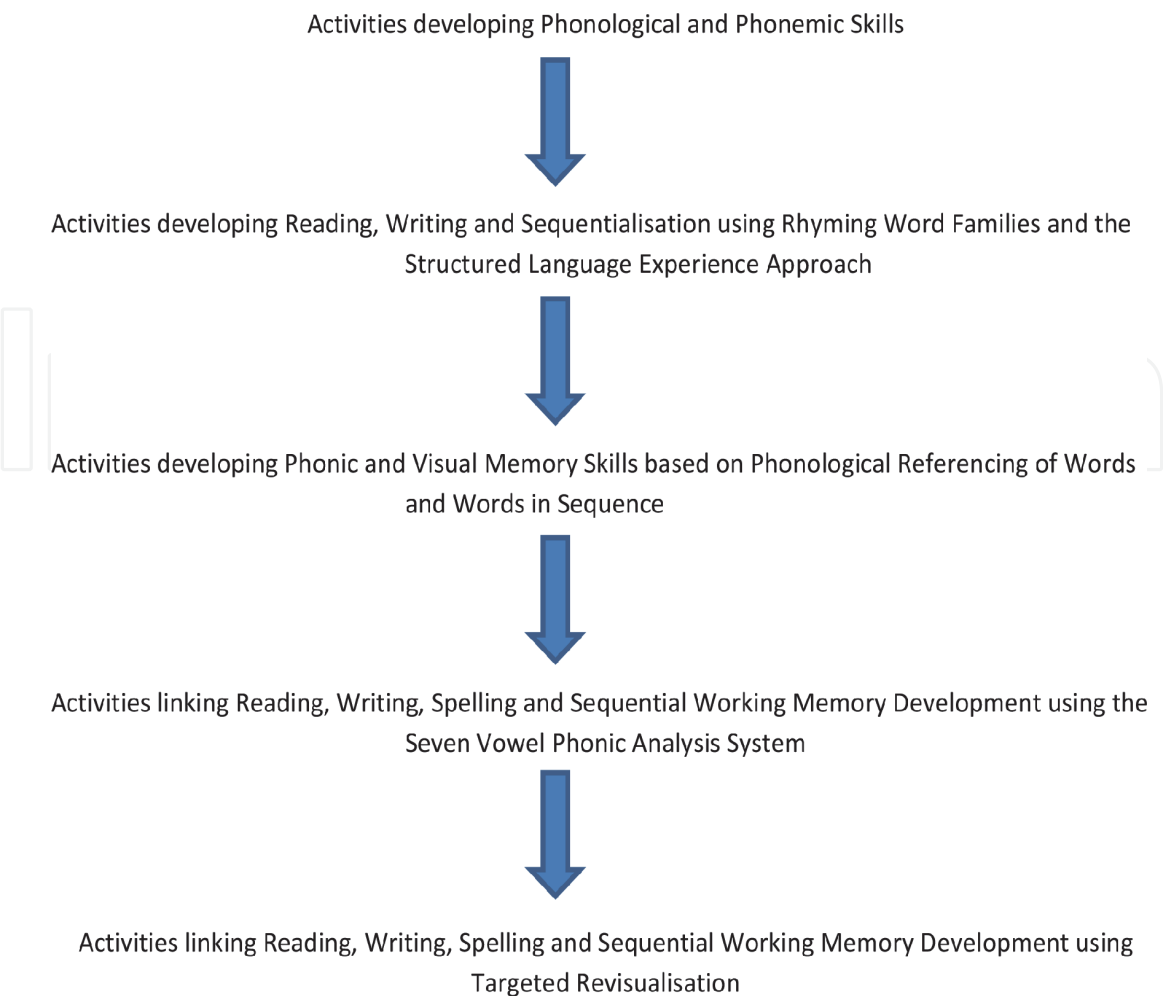 Activities developing Phonological and Phonemic Skills
Activities developing Reading, Writing and Sequentialisation using Rhyming Word Families and the
Structured Language Experience Approach
Activities developing Phonic and Visual Memory Skills based on Phonological Referencing of Words
and Words in Sequence
Activities linking Reading, Writing, Spelling and Sequential Working Memory Development using the
Seven Vowel Phonic Analysis System
Activities linking Reading, Writing, Spelling and Sequential Working Memory Development using
Targeted Revisualisation